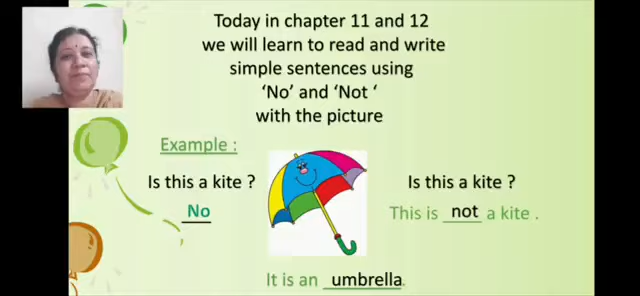 Today in chapter 11 and 12
we will learn to read and write
simple sentences using
‘No’ and ‘Not ‘
with the picture
Example :
Is this a kite ?
No
Is this a kite ?
This is not a kite .
It is an umbrella.